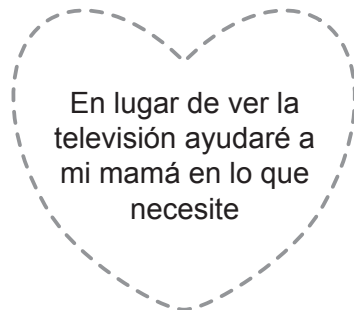 En lugar de ver la
televisión ayudaré a
mi mamá en lo que
necesite